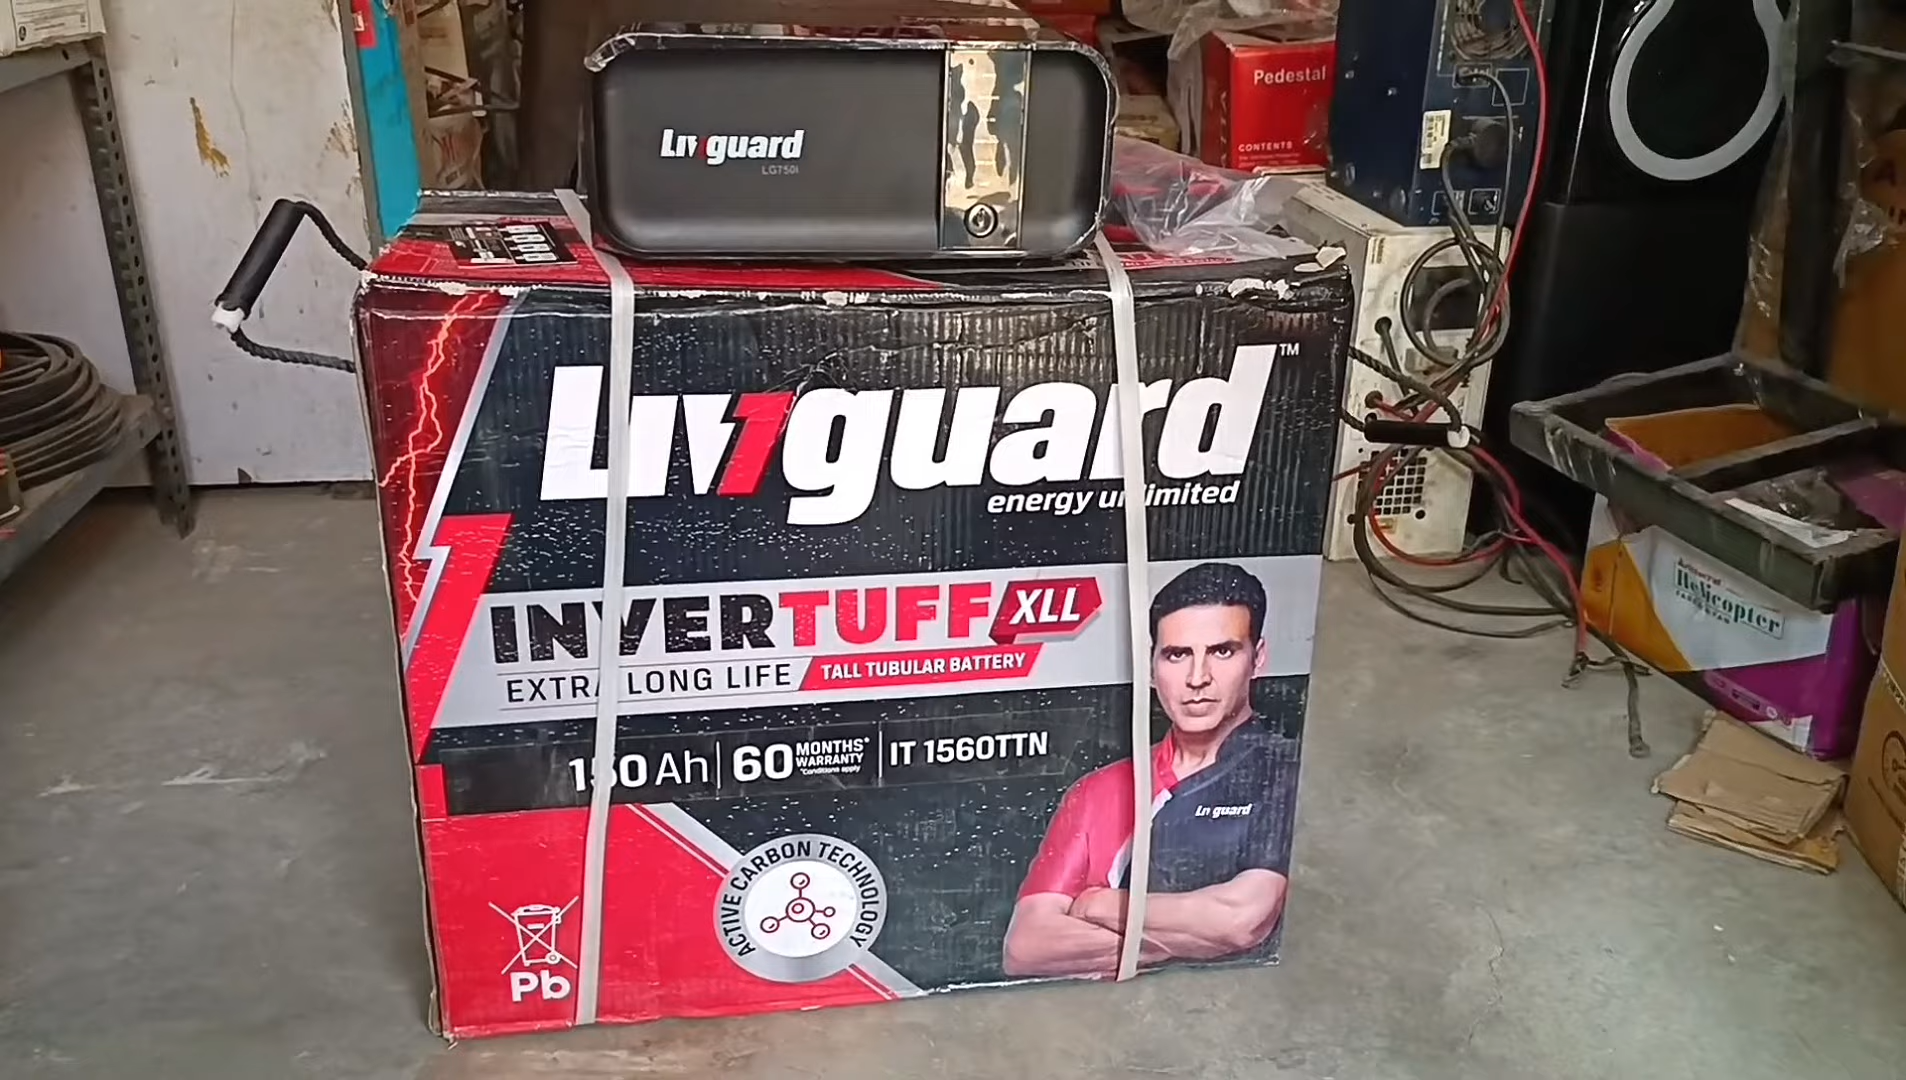 Livguard
LG750i
Pedestal
CONTENTS
Livguard™
energy unlimited
INVERTUFF XLL
EXTRA LONG LIFE TALL TUBULAR BATTERY
150 Ah | 60 MONTHS* WARRANTY *Conditions apply | IT 1560TTN
Livguard
ACTIVE CARBON TECHNOLOGY
Pb
Helicopter